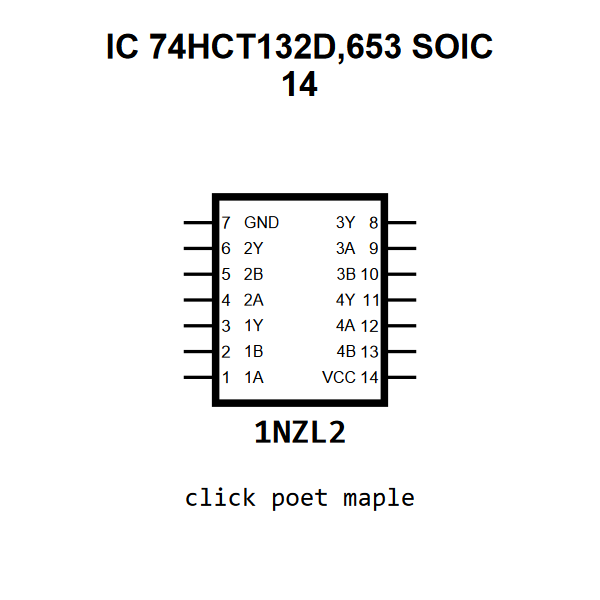 IC 74HCT132D,653 SOIC
14
7 GND 3Y 8
6 2Y 3A 9
5 2B 3B 10
4 2A 4Y 11
3 1Y 4A 12
2 1B 4B 13
1 1A VCC 14
1NZL2
click poet maple